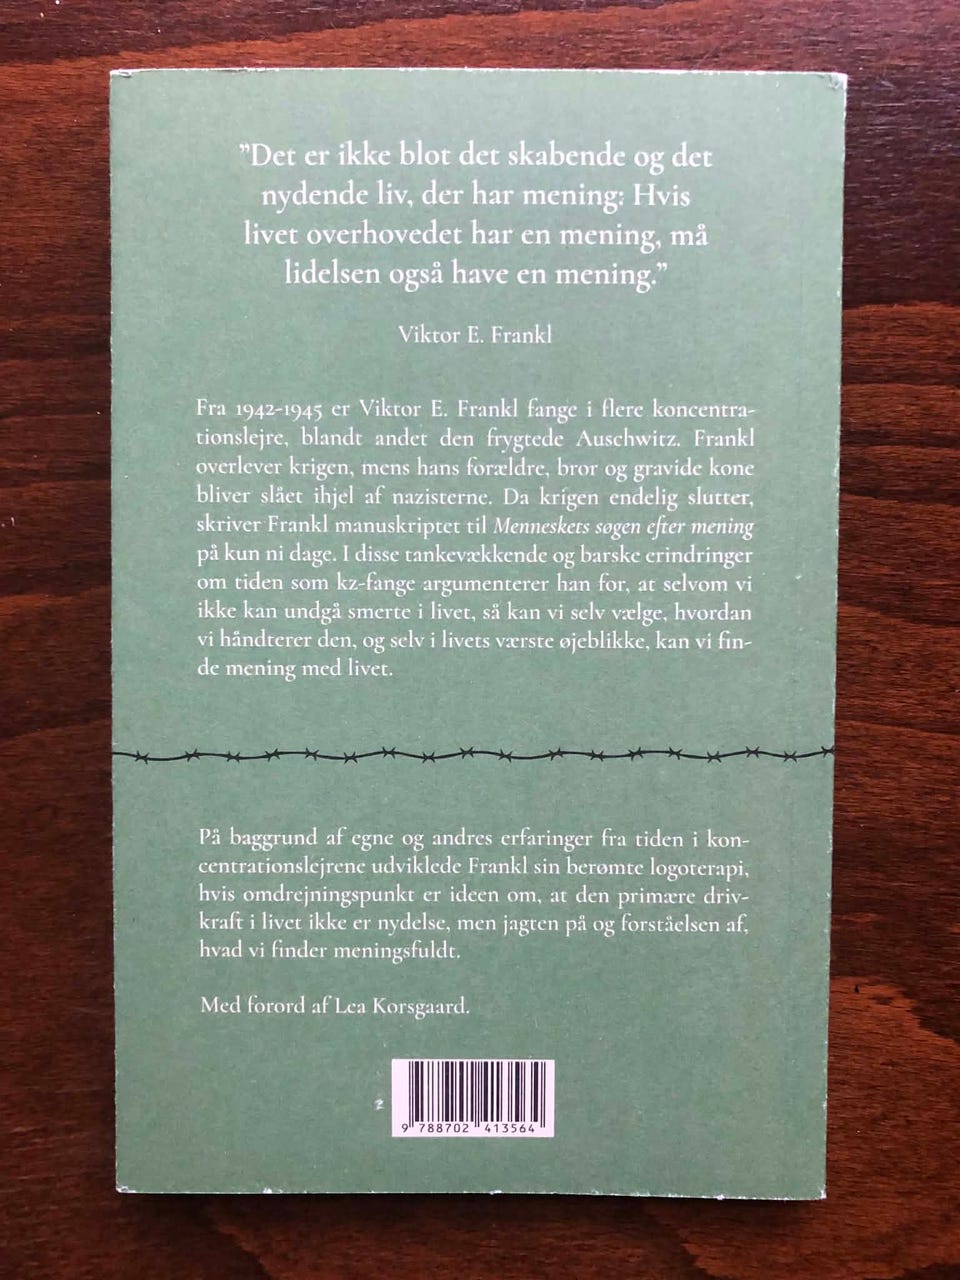 ”Det er ikke blot det skabende og det
nydende liv, der har mening: Hvis
livet overhovedet har en mening, må
lidelsen også have en mening.”
Viktor E. Frankl
Fra 1942-1945 er Viktor E. Frankl fange i flere koncentra-
tionslejre, blandt andet den frygtede Auschwitz. Frankl
overlever krigen, mens hans forældre, bror og gravide kone
bliver slået ihjel af nazisterne. Da krigen endelig slutter,
skriver Frankl manuskriptet til Menneskets søgen efter mening
på kun ni dage. I disse tankevækkende og barske erindringer
om tiden som kz-fange argumenterer han for, at selvom vi
ikke kan undgå smerte i livet, så kan vi selv vælge, hvordan
vi håndterer den, og selv i livets værste øjeblikke, kan vi fin-
de mening med livet.
På baggrund af egne og andres erfaringer fra tiden i kon-
centrationslejrene udviklede Frankl sin berømte logoterapi,
hvis omdrejningspunkt er ideen om, at den primære driv-
kraft i livet ikke er nydelse, men jagten på og forståelsen af,
hvad vi finder meningsfuldt.
Med forord af Lea Korsgaard.
9 788702 413564